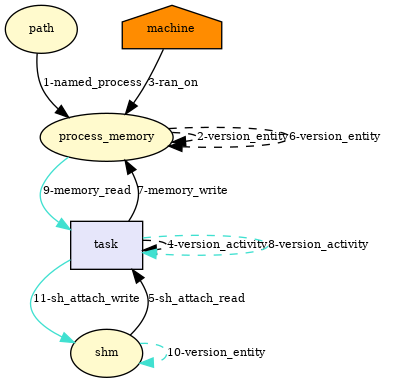 path
machine
1-named_process
3-ran_on
process_memory
2-version_entity
6-version_entity
9-memory_read
7-memory_write
task
4-version_activity
8-version_activity
11-sh_attach_write
5-sh_attach_read
shm
10-version_entity